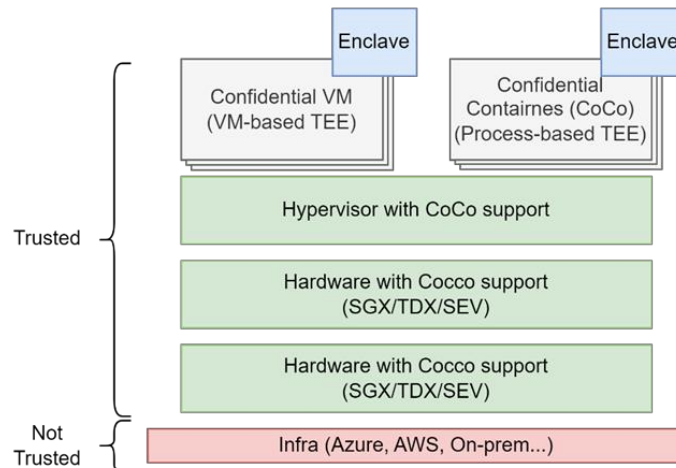 Enclave
Enclave
Confidential VM
(VM-based TEE)
Confidential
Contairnes (CoCo)
(Process-based TEE)
Hypervisor with CoCo support
Trusted
Hardware with Cocco support
(SGX/TDX/SEV)
Hardware with Cocco support
(SGX/TDX/SEV)
Not
Trusted
Infra (Azure, AWS, On-prem...)